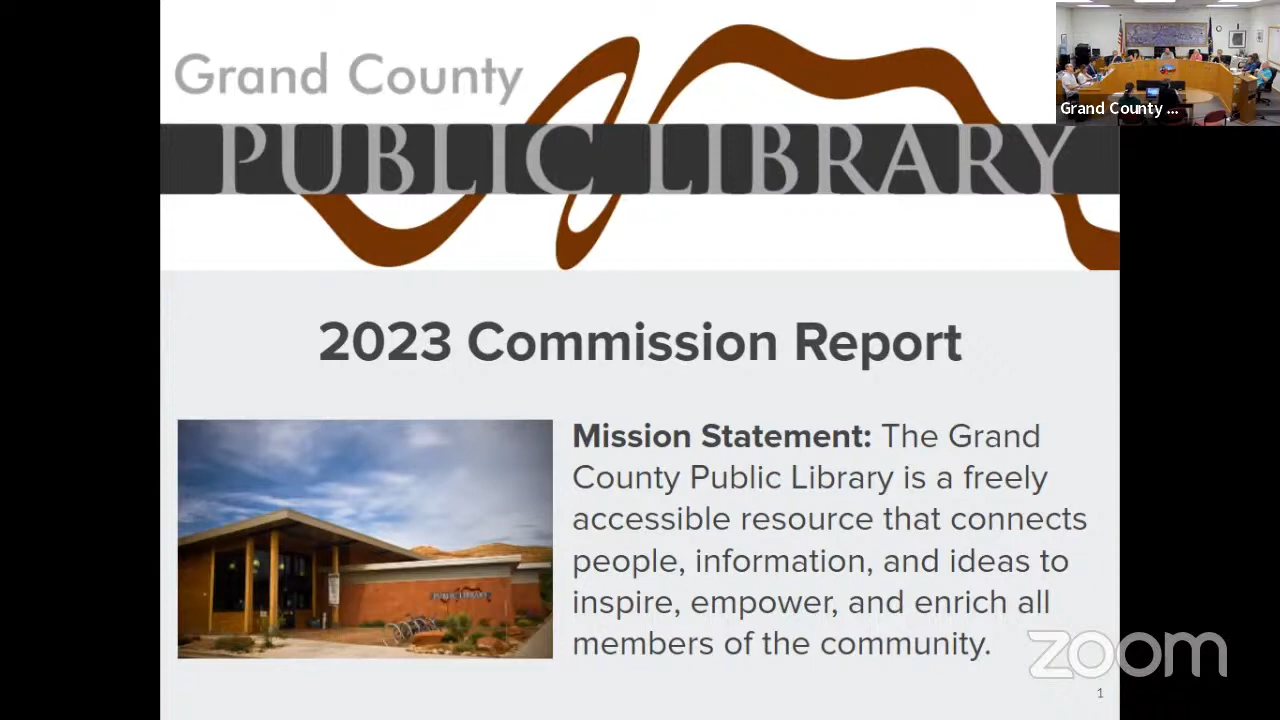 Grand County
PUBLIC LIBRARY
Grand County ...
2023 Commission Report
Mission Statement: The Grand
County Public Library is a freely
accessible resource that connects
people, information, and ideas to
inspire, empower, and enrich all
members of the community.
PUBLIC LIBRARY
zoom
1